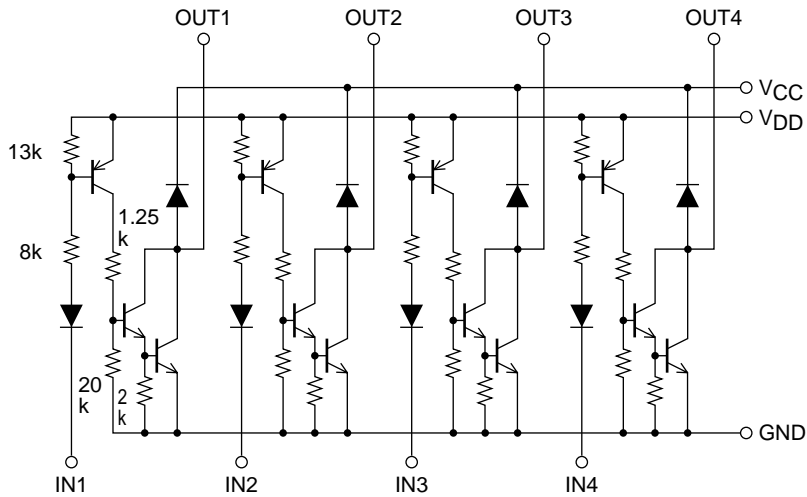 OUT1
OUT2
OUT3
OUT4
VCC
VDD
13k
1.25
k
8k
20
k
2
k
GND
IN1
IN2
IN3
IN4